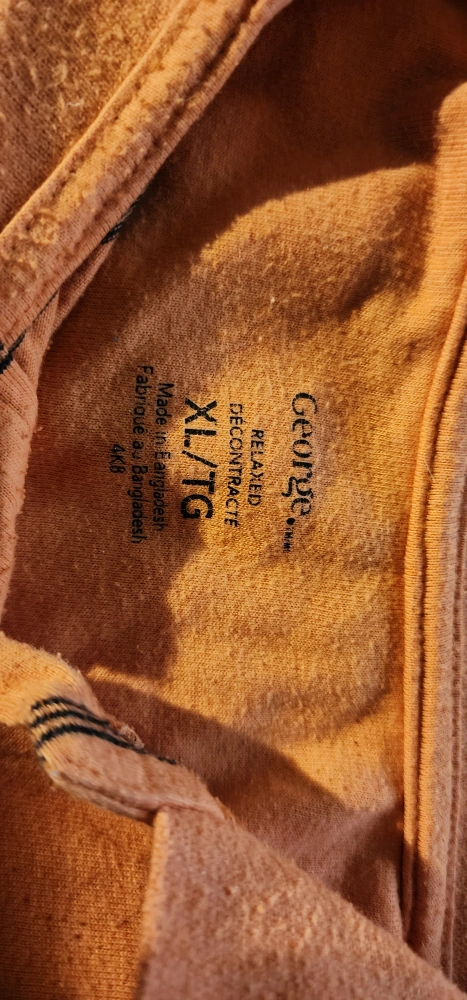 George
RELAXED
DÉCONTRACTÉ
XL/TG
Made in Bangladesh
Fabriqué au Bangladesh
4K8